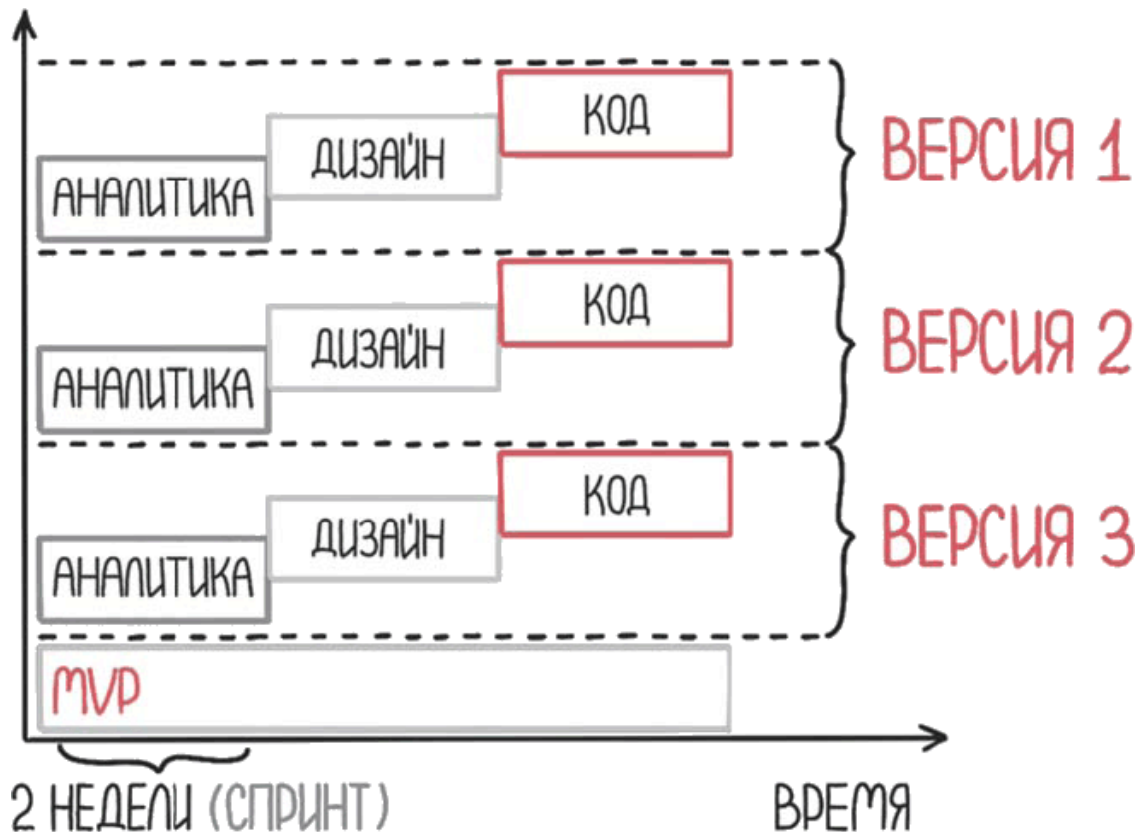 КОД
ДИЗАЙН
АНАЛИТИКА
ВЕРСИЯ 1
КОД
ДИЗАЙН
АНАЛИТИКА
ВЕРСИЯ 2
КОД
ДИЗАЙН
АНАЛИТИКА
ВЕРСИЯ 3
MVP
2 НЕДЕЛИ (СПРИНТ)
ВРЕМЯ